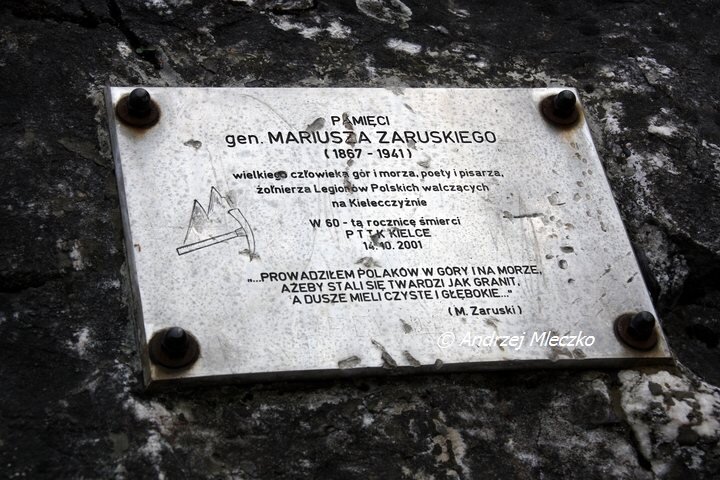 PAMIĘCI
gen. MARIUSZA ZARUSKIEGO
(1867 - 1941)
wielkiego człowieka gór i morza, poety i pisarza,
żołnierza Legionów Polskich walczących
na Kielecczyźnie
W 60 - tą rocznicę śmierci
PTTK KIELCE
14.10.2001
„...PROWADZIŁEM POLAKÓW W GÓRY I NA MORZE,
AŻEBY STALI SIĘ TWARDZI JAK GRANIT,
A DUSZE MIELI CZYSTE I GŁĘBOKIE..."
(M. Zaruski)
© Andrzej Mleczko